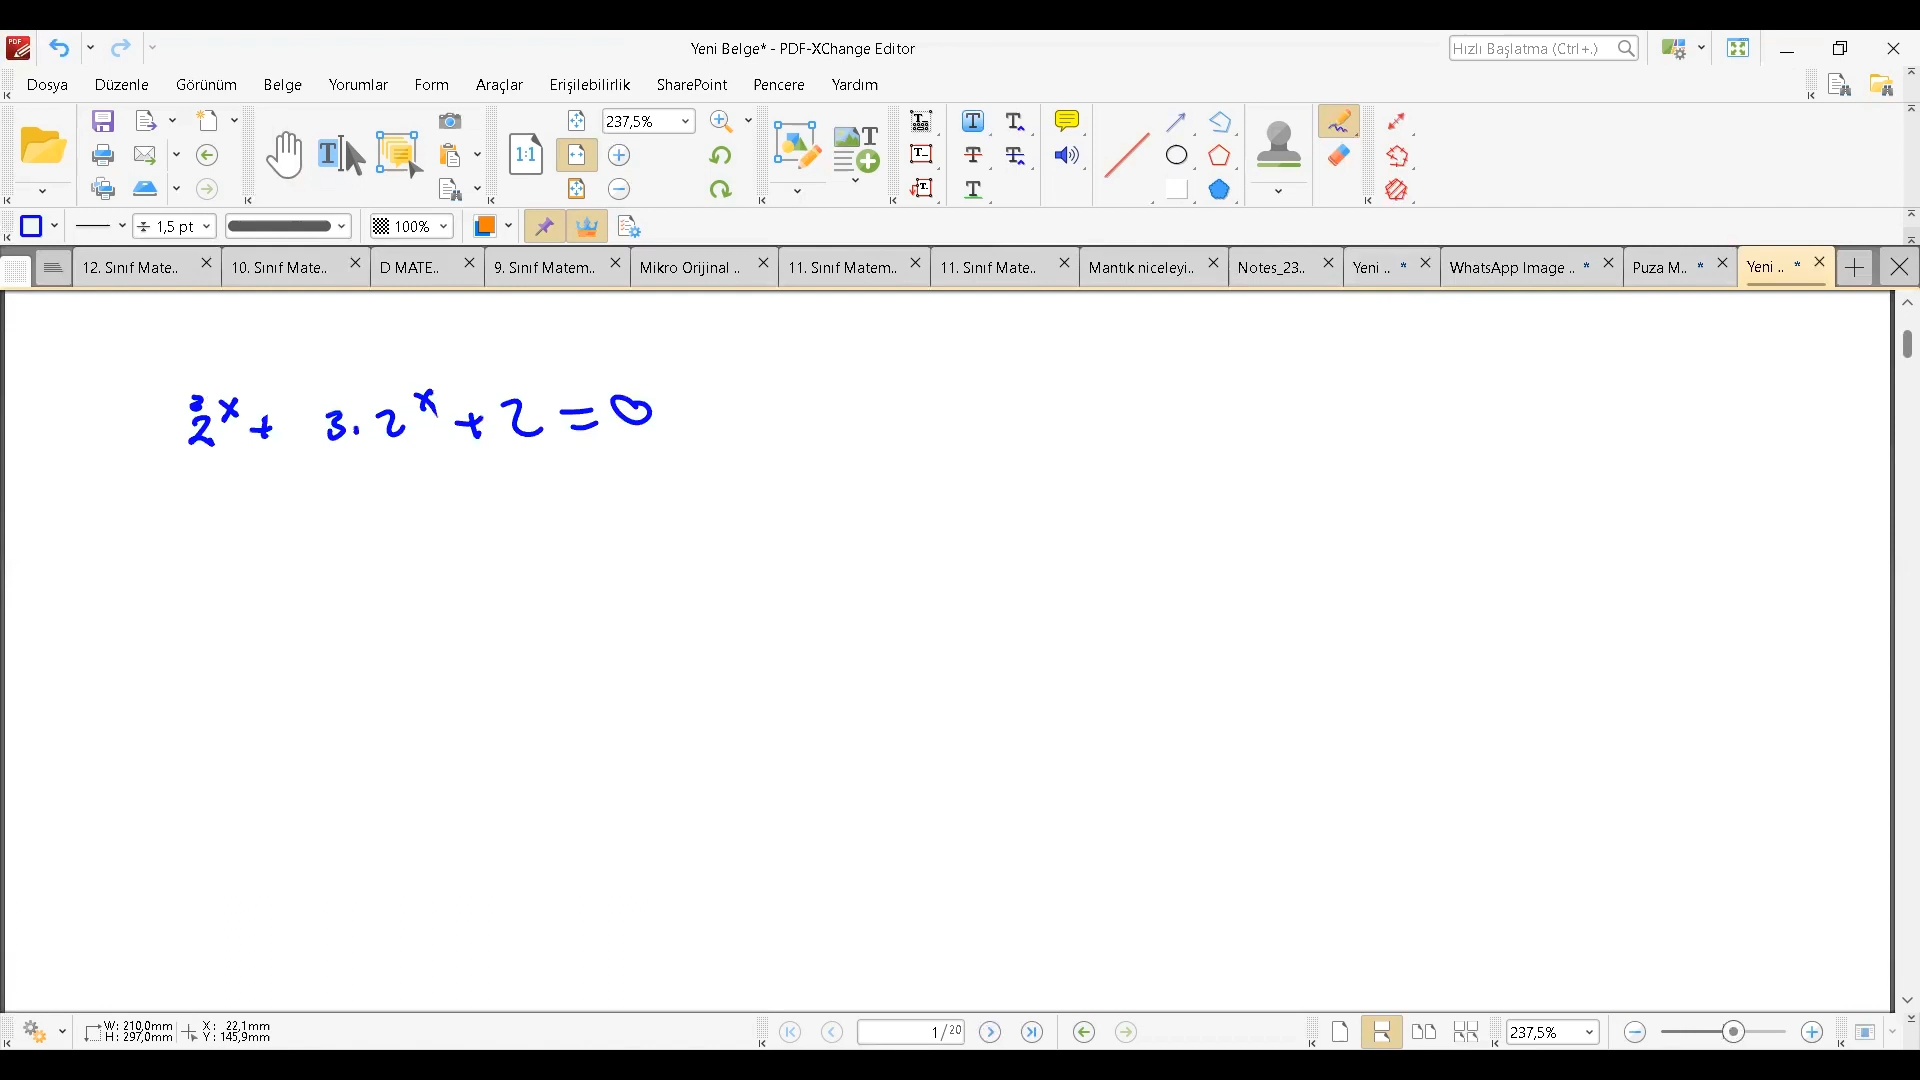 Yeni Belge* - PDF-XChange Editor
Hızlı Başlatma (Ctrl+.)
Dosya Düzenle Görünüm Belge Yorumlar Form Araçlar Erişilebilirlik SharePoint Pencere Yardım
237,5%
1:1
1,5 pt
100%
12. Sınıf Mate.. 10. Sınıf Mate.. D MATE.. 9. Sınıf Matem.. Mikro Orijinal .. 11. Sınıf Matem.. 11. Sınıf Mate.. Mantık niceleyi.. Notes_23.. Yeni .. * WhatsApp Image .. * Puza M.. * Yeni .. *
2^x + 3.2^x + 2 = 0
W: 210,0mm X: 22,1mm
H: 297,0mm Y: 145,9mm
1 / 20
237,5%